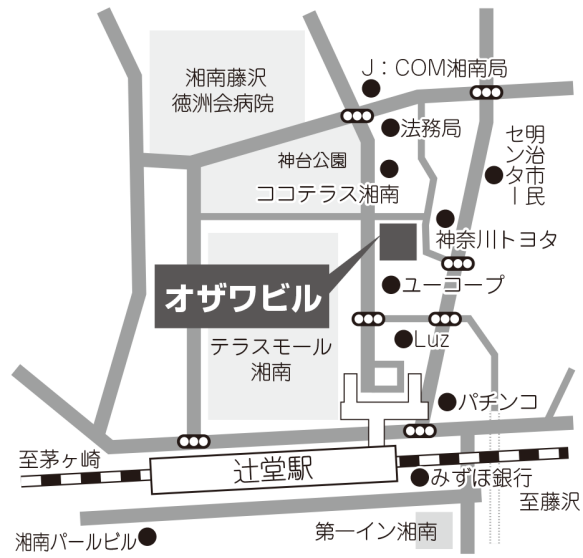 J：COM湘南局
湘南藤沢
徳洲会病院
法務局
明治市民
センター
神台公園
ココテラス湘南
神奈川トヨタ
オザワビル
ユーコープ
Luz
テラスモール
湘南
パチンコ
至茅ヶ崎
辻堂駅
みずほ銀行
至藤沢
第一イン湘南
湘南パールビル